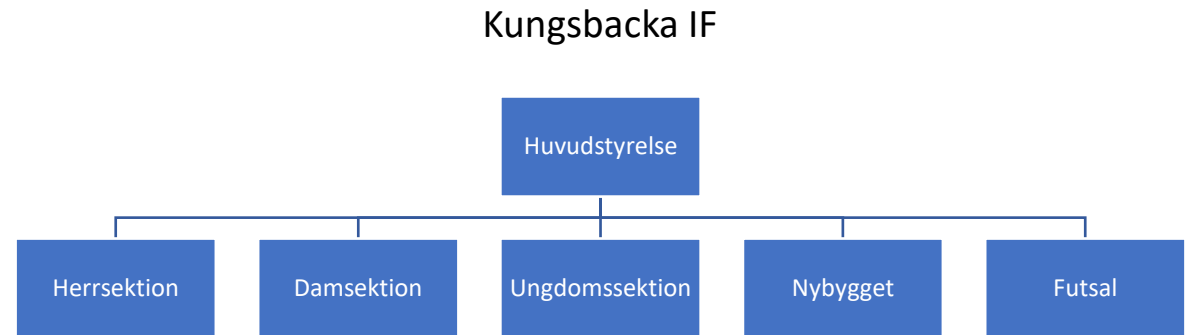 Kungsbacka IF
Huvudstyrelse
Herrsektion
Damsektion
Ungdomssektion
Nybygget
Futsal